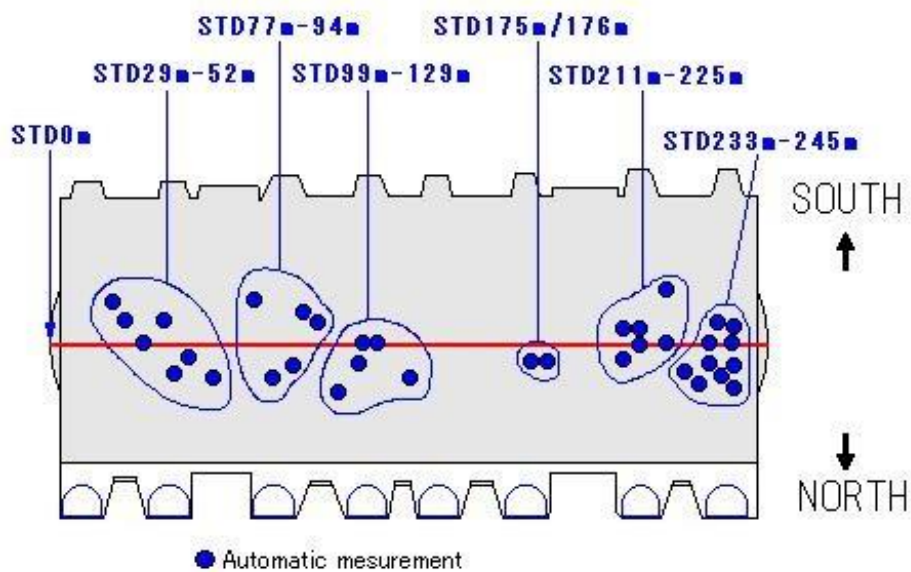 STD77m-94m
STD175m/176m
STD29m-52m
STD99m-129m
STD211m-225m
STD0m
STD233m-245m
SOUTH
NORTH
Automatic mesurement